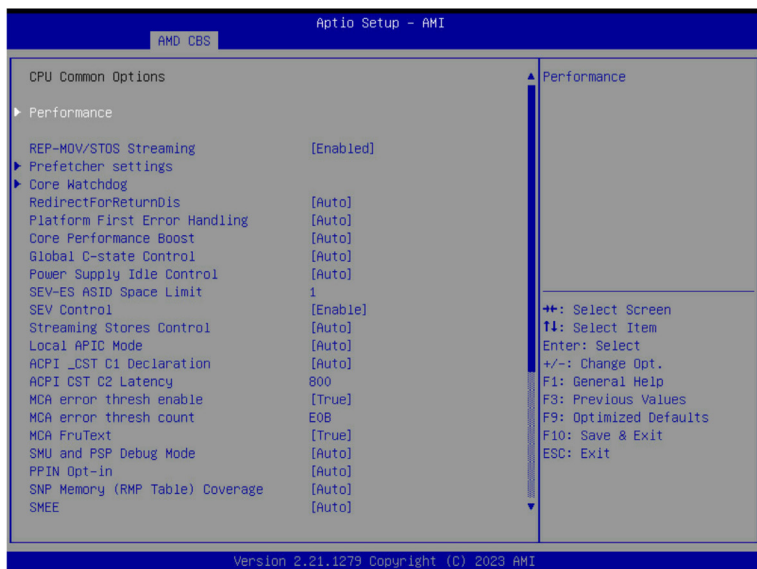 Aptio Setup – AMI
AMD CBS
CPU Common Options
Performance
REP-MOV/STOS Streaming [Enabled]
Prefetcher settings
Core Watchdog
RedirectForReturnDis [Auto]
Platform First Error Handling [Auto]
Core Performance Boost [Auto]
Global C-state Control [Auto]
Power Supply Idle Control [Auto]
SEV-ES ASID Space Limit 1
SEV Control [Enable]
Streaming Stores Control [Auto]
Local APIC Mode [Auto]
ACPI _CST C1 Declaration [Auto]
ACPI CST C2 Latency 800
MCA error thresh enable [True]
MCA error thresh count E0B
MCA FruText [True]
SMU and PSP Debug Mode [Auto]
PPIN Opt-in [Auto]
SNP Memory (RMP Table) Coverage [Auto]
SMEE [Auto]
Performance
→←: Select Screen
↑↓: Select Item
Enter: Select
+/-: Change Opt.
F1: General Help
F3: Previous Values
F9: Optimized Defaults
F10: Save & Exit
ESC: Exit
Version 2.21.1279 Copyright (C) 2023 AMI